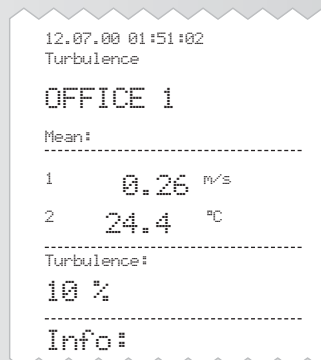 12.07.00 01:51:02
Turbulence
OFFICE 1
Mean:
1 0.26 m/s
2 24.4 °C
Turbulence:
10 %
Info: